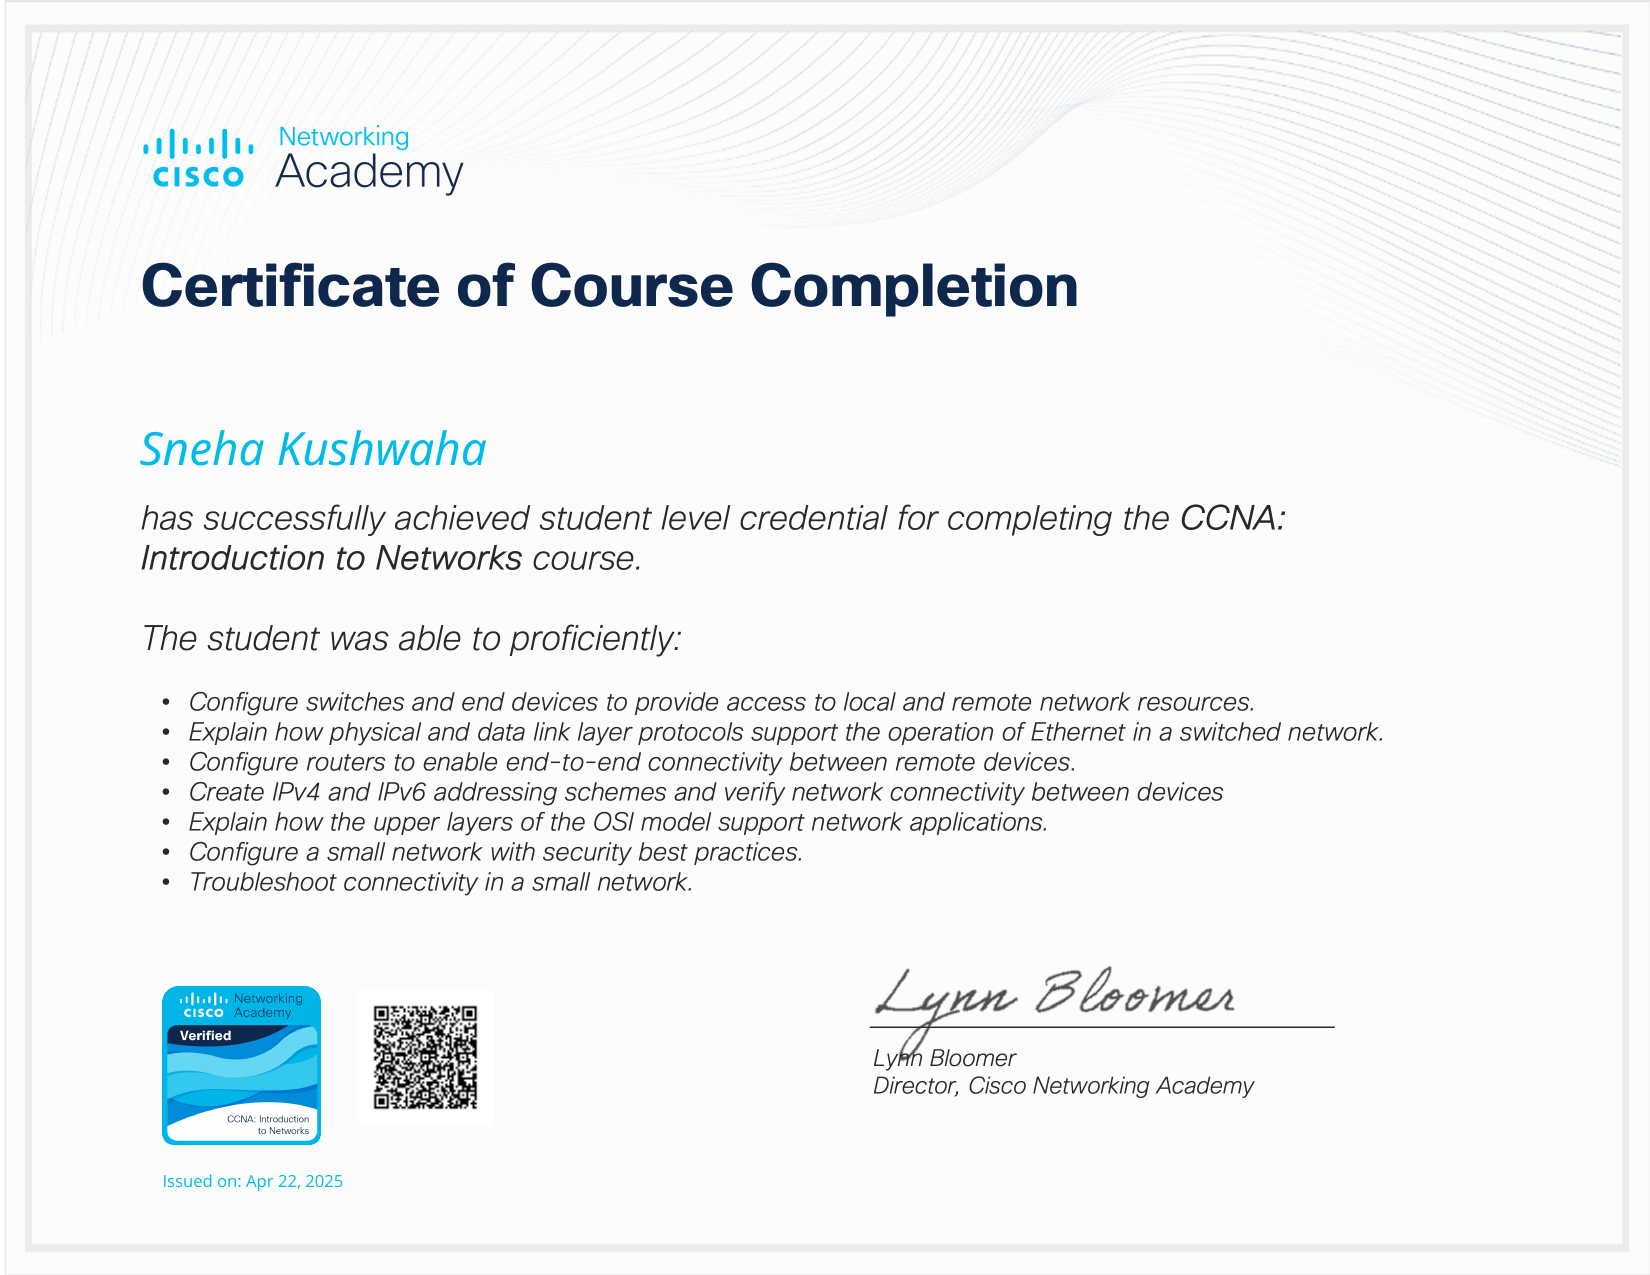 CISCO
Networking
Academy
Certificate of Course Completion
Sneha Kushwaha
has successfully achieved student level credential for completing the CCNA:
Introduction to Networks course.
The student was able to proficiently:
• Configure switches and end devices to provide access to local and remote network resources.
• Explain how physical and data link layer protocols support the operation of Ethernet in a switched network.
• Configure routers to enable end-to-end connectivity between remote devices.
• Create IPv4 and IPv6 addressing schemes and verify network connectivity between devices
• Explain how the upper layers of the OSI model support network applications.
• Configure a small network with security best practices.
• Troubleshoot connectivity in a small network.
CISCO
Networking
Academy
Verified
CCNA: Introduction
to Networks
Lynn Bloomer
Lynn Bloomer
Director, Cisco Networking Academy
Issued on: Apr 22, 2025